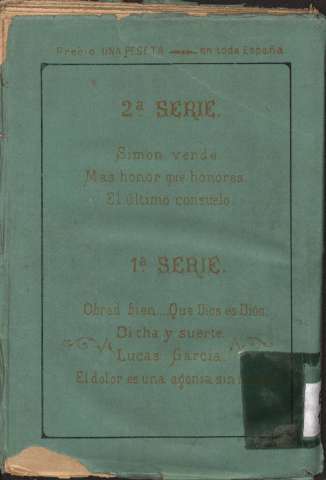 Precio UNA PESETA en toda España
2ª SERIE.
Simon verde
Mas honor que honores.
El último consuelo.
1ª SERIE.
Obrad bien...Que Dios es Dios.
Dicha y suerte.
Lucas García.
El dolor es una agonia sin